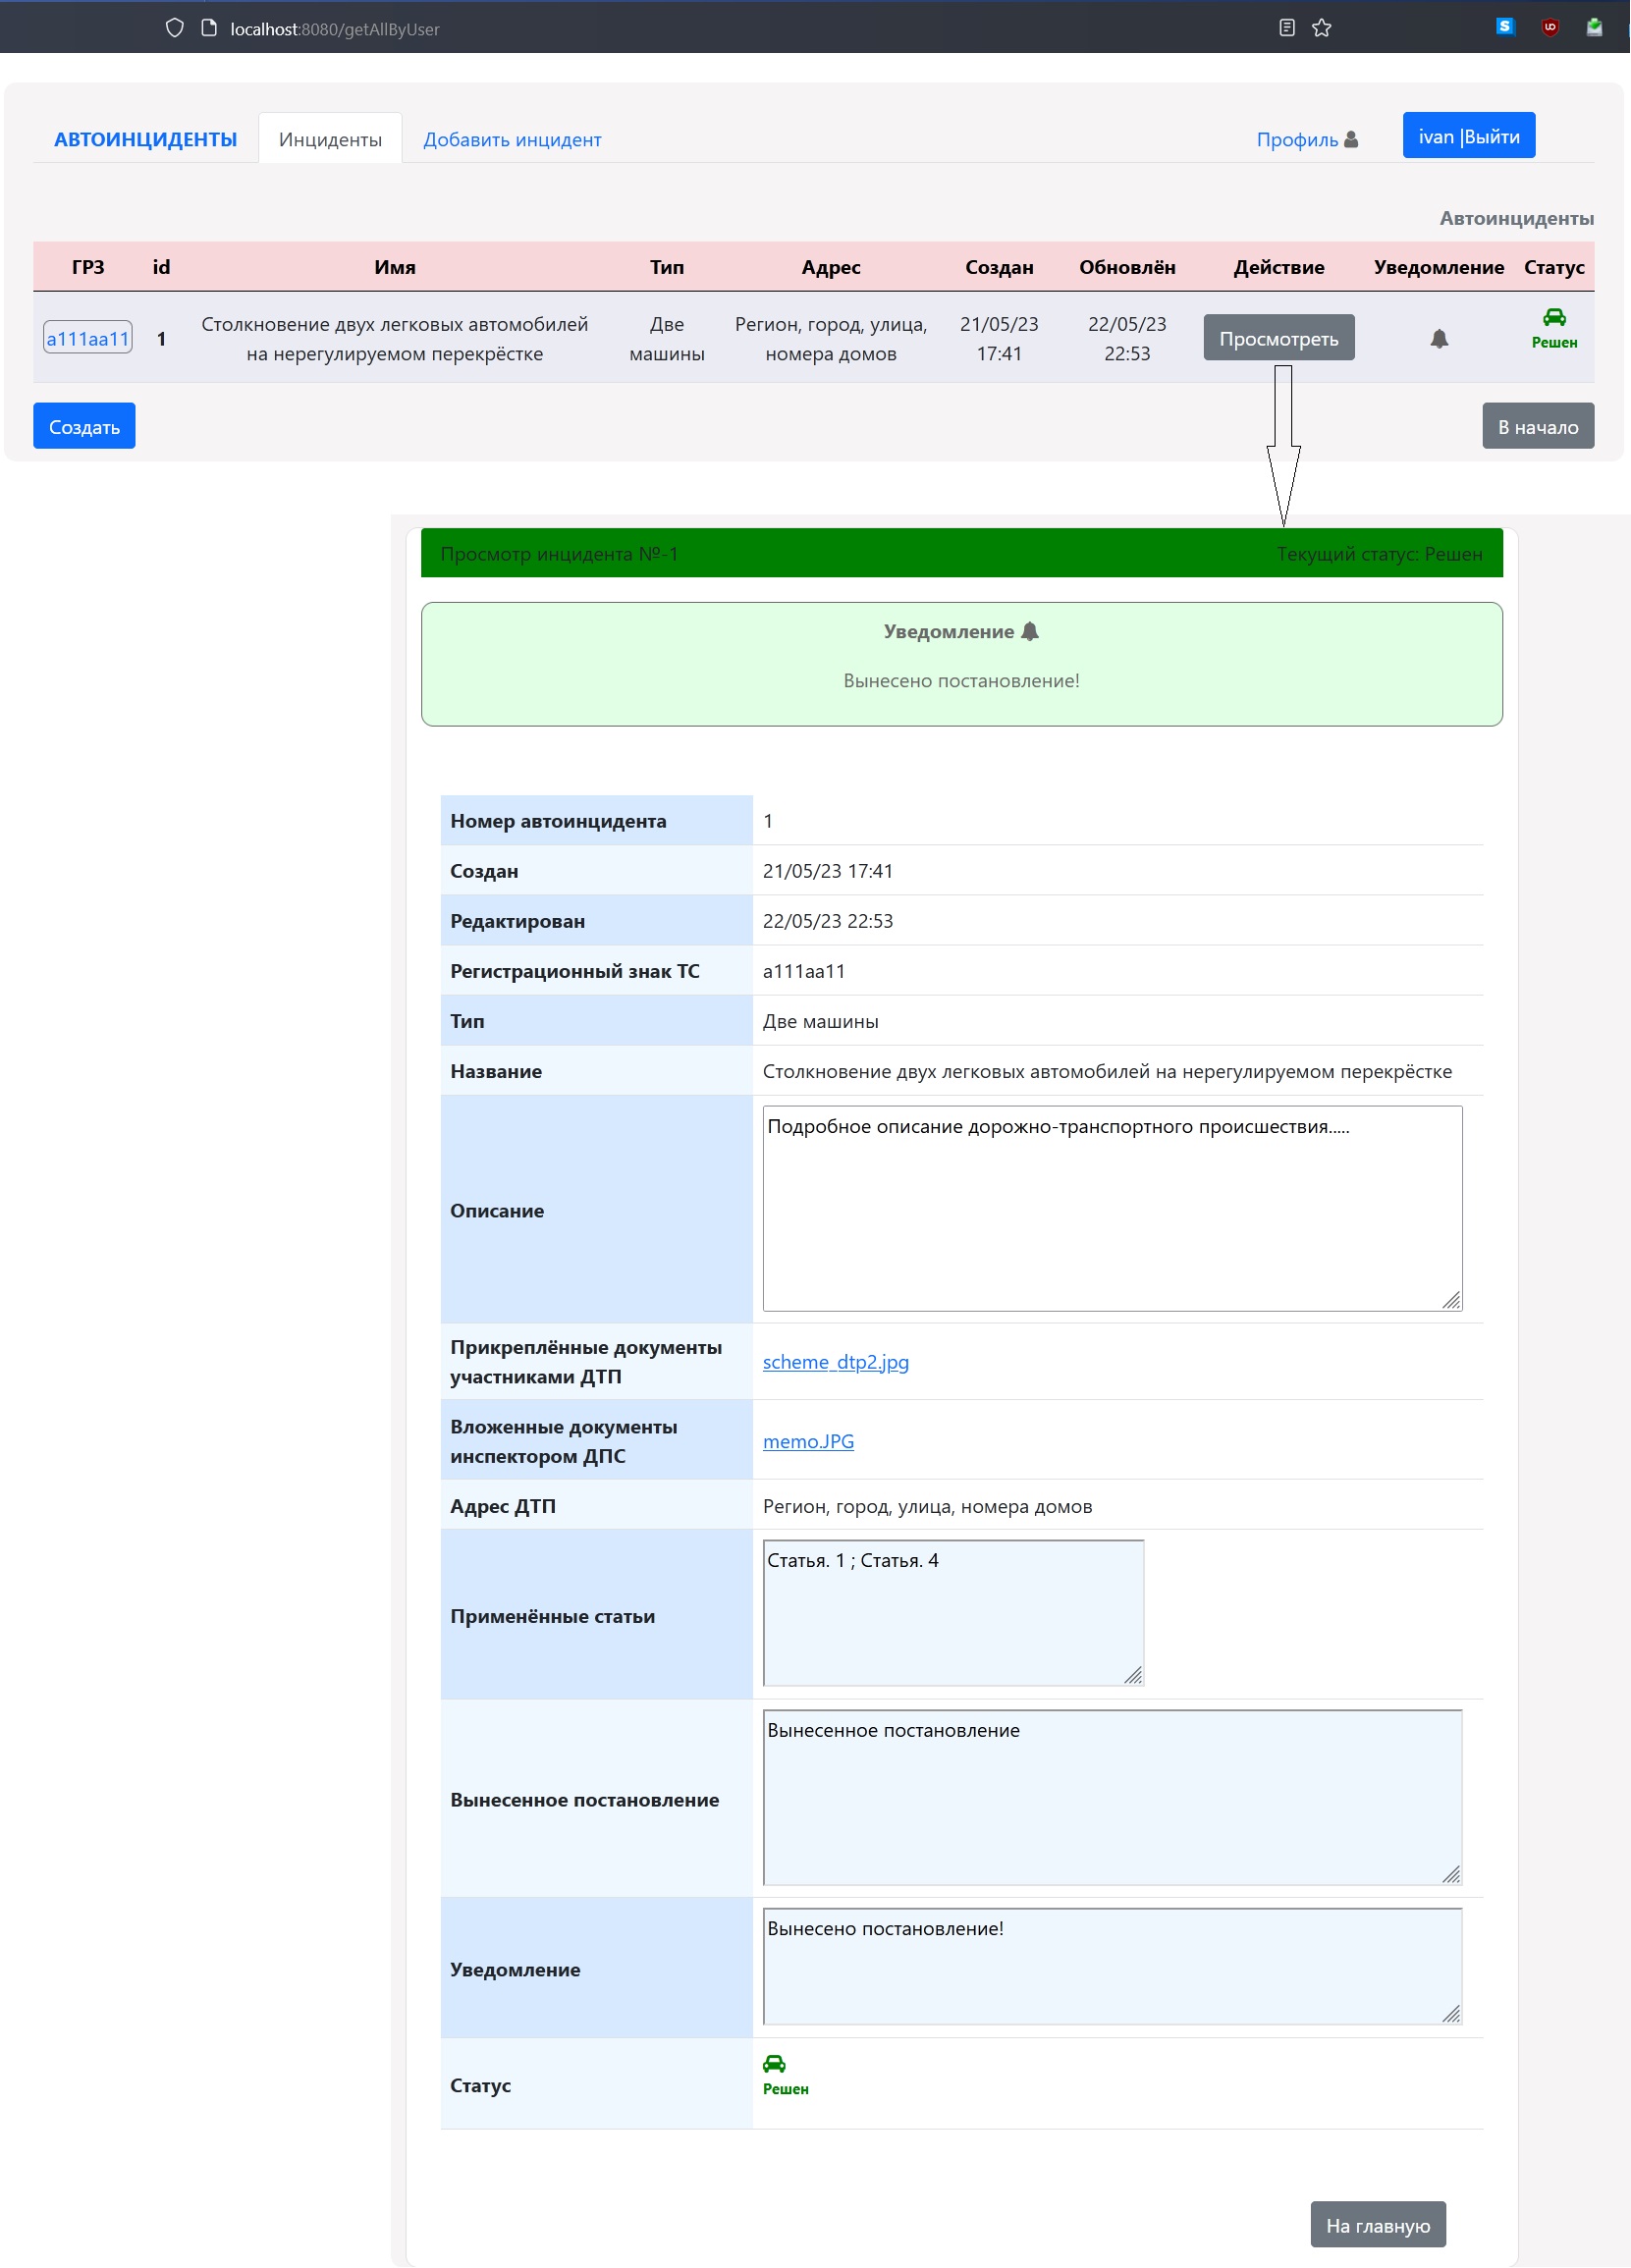 localhost:8080/getAllByUser
АВТОИНЦИДЕНТЫ Инциденты Добавить инцидент Профиль ivan |Выйти
Автоинциденты
ГРЗ id Имя Тип Адрес Создан Обновлён Действие Уведомление Статус
a111aa11 1 Столкновение двух легковых автомобилей Две Регион, город, улица, 21/05/23 22/05/23 Просмотреть Решен
на нерегулируемом перекрёстке машины номера домов 17:41 22:53
Создать В начало
Просмотр инцидента №-1 Текущий статус: Решен
Уведомление
Вынесено постановление!
Номер автоинцидента 1
Создан 21/05/23 17:41
Редактирован 22/05/23 22:53
Регистрационный знак ТС a111aa11
Тип Две машины
Название Столкновение двух легковых автомобилей на нерегулируемом перекрёстке
Описание Подробное описание дорожно-транспортного происшествия.....
Прикреплённые документы
участниками ДТП scheme_dtp2.jpg
Вложенные документы
инспектором ДПС memo.JPG
Адрес ДТП Регион, город, улица, номера домов
Применённые статьи Статья. 1 ; Статья. 4
Вынесенное постановление Вынесенное постановление
Уведомление Вынесено постановление!
Статус Решен
На главную